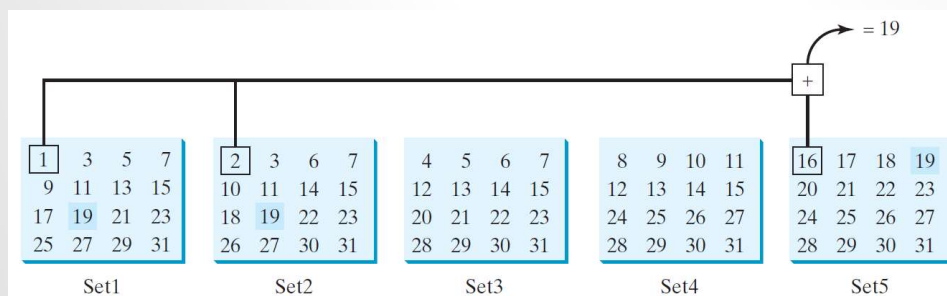 = 19
+
1 3 5 7
9 11 13 15
17 19 21 23
25 27 29 31
Set1
2 3 6 7
10 11 14 15
18 19 22 23
26 27 30 31
Set2
4 5 6 7
12 13 14 15
20 21 22 23
28 29 30 31
Set3
8 9 10 11
12 13 14 15
24 25 26 27
28 29 30 31
Set4
16 17 18 19
20 21 22 23
24 25 26 27
28 29 30 31
Set5